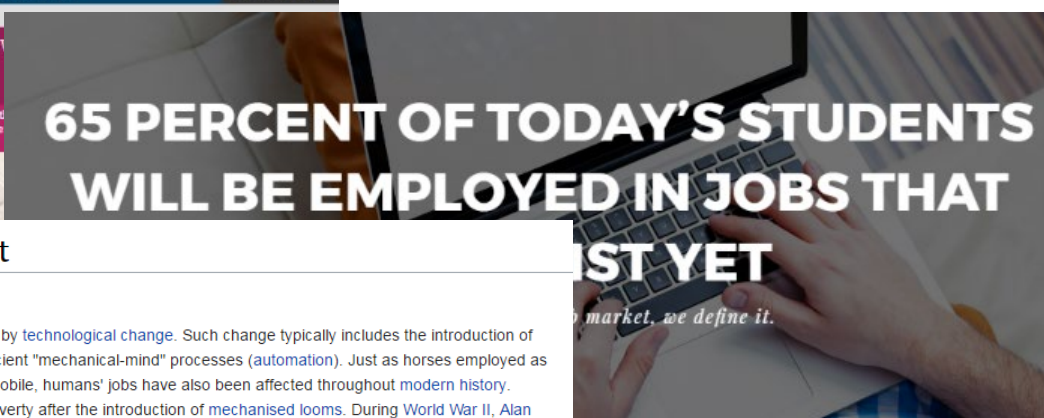 65 PERCENT OF TODAY'S STUDENTS
WILL BE EMPLOYED IN JOBS THAT
IST YET
market, we define it.
t
by technological change. Such change typically includes the introduction of
cient "mechanical-mind" processes (automation). Just as horses employed as
obile, humans' jobs have also been affected throughout modern history.
verty after the introduction of mechanised looms. During World War II, Alan